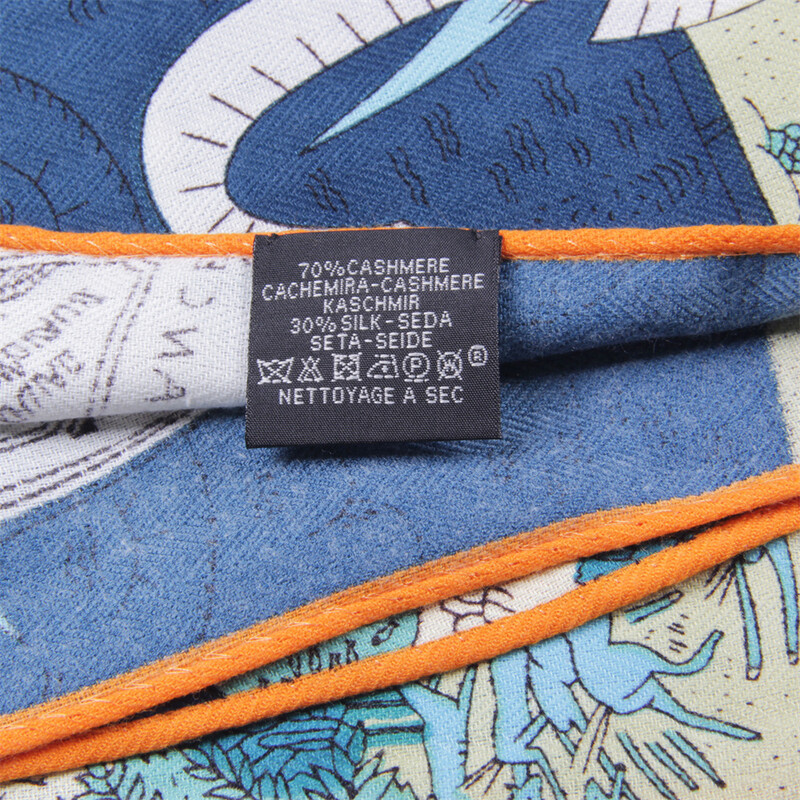 70%CASHMERE
CACHEMIRA-CASHMERE
KASCHMIR
30%SILK-SEDA
SETA-SEIDE
P W ®
NETTOYAGE A SEC